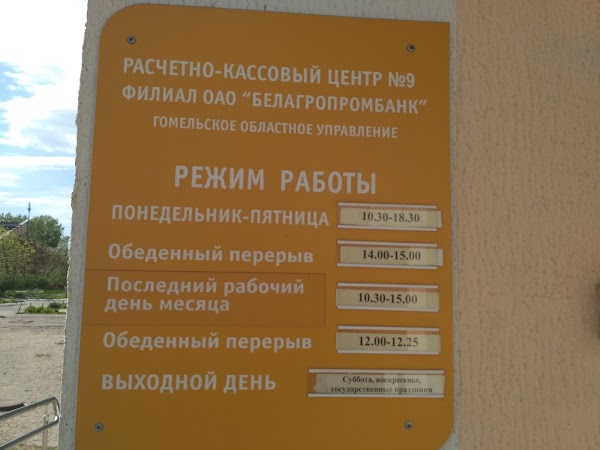 РАСЧЕТНО-КАССОВЫЙ ЦЕНТР №9
ФИЛИАЛ ОАО "БЕЛАГРОПРОМБАНК"
ГОМЕЛЬСКОЕ ОБЛАСТНОЕ УПРАВЛЕНИЕ
РЕЖИМ РАБОТЫ
ПОНЕДЕЛЬНИК-ПЯТНИЦА 10.30-18.30
Обеденный перерыв 14.00-15.00
Последний рабочий
день месяца 10.30-15.00
Обеденный перерыв 12.00-12.25
ВЫХОДНОЙ ДЕНЬ Суббота, воскресенье,
государственные праздники